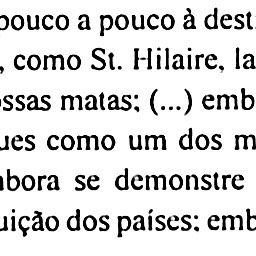 pouco a pouco à dest
, como St. Hilaire, la
ossas matas; (...) emb
ues como um dos m
bora se demonstre
uição dos países; emb